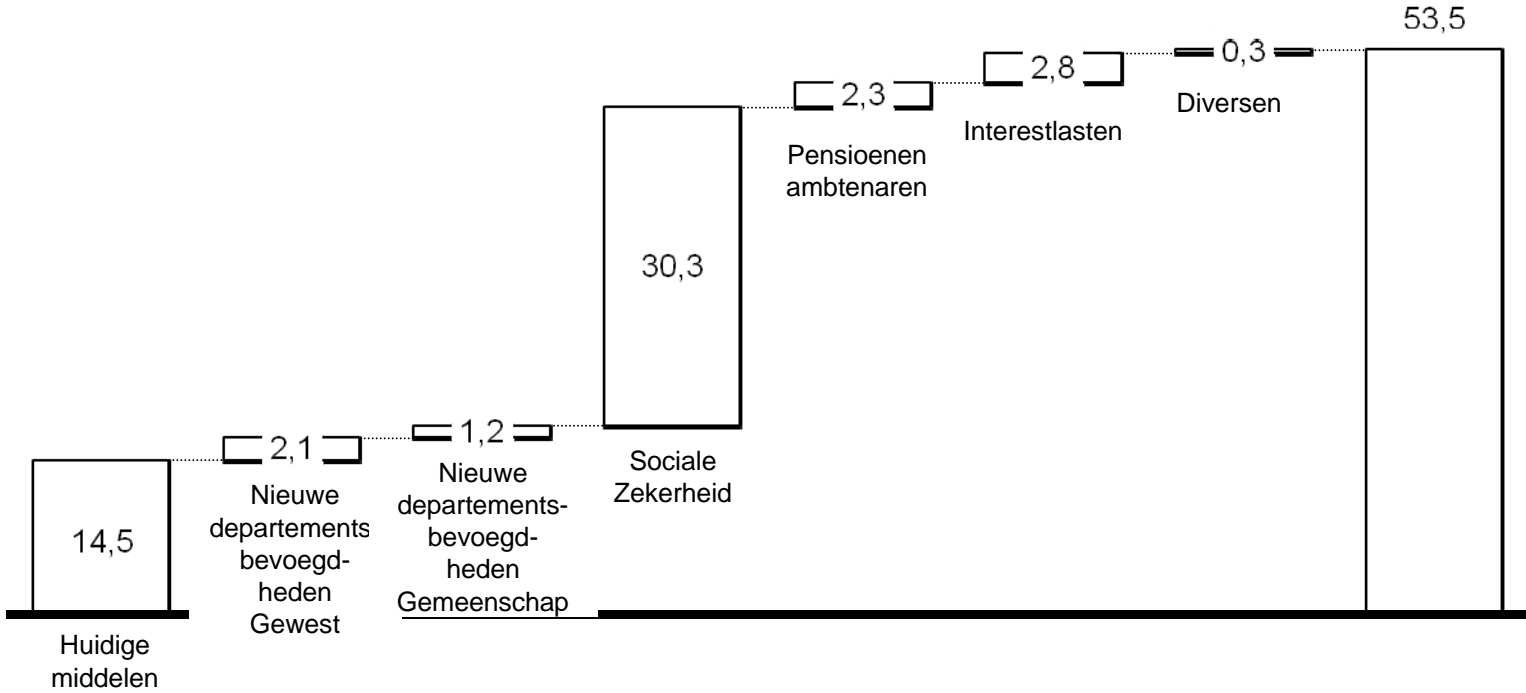 53,5
0,3
Diversen
2,8
Interestlasten
2,3
Pensioenen
ambtenaren
30,3
Sociale
Zekerheid
1,2
Nieuwe
departements-
bevoegd-
heden
Gemeenschap
2,1
Nieuwe
departements
bevoegd-
heden
Gewest
14,5
Huidige
middelen